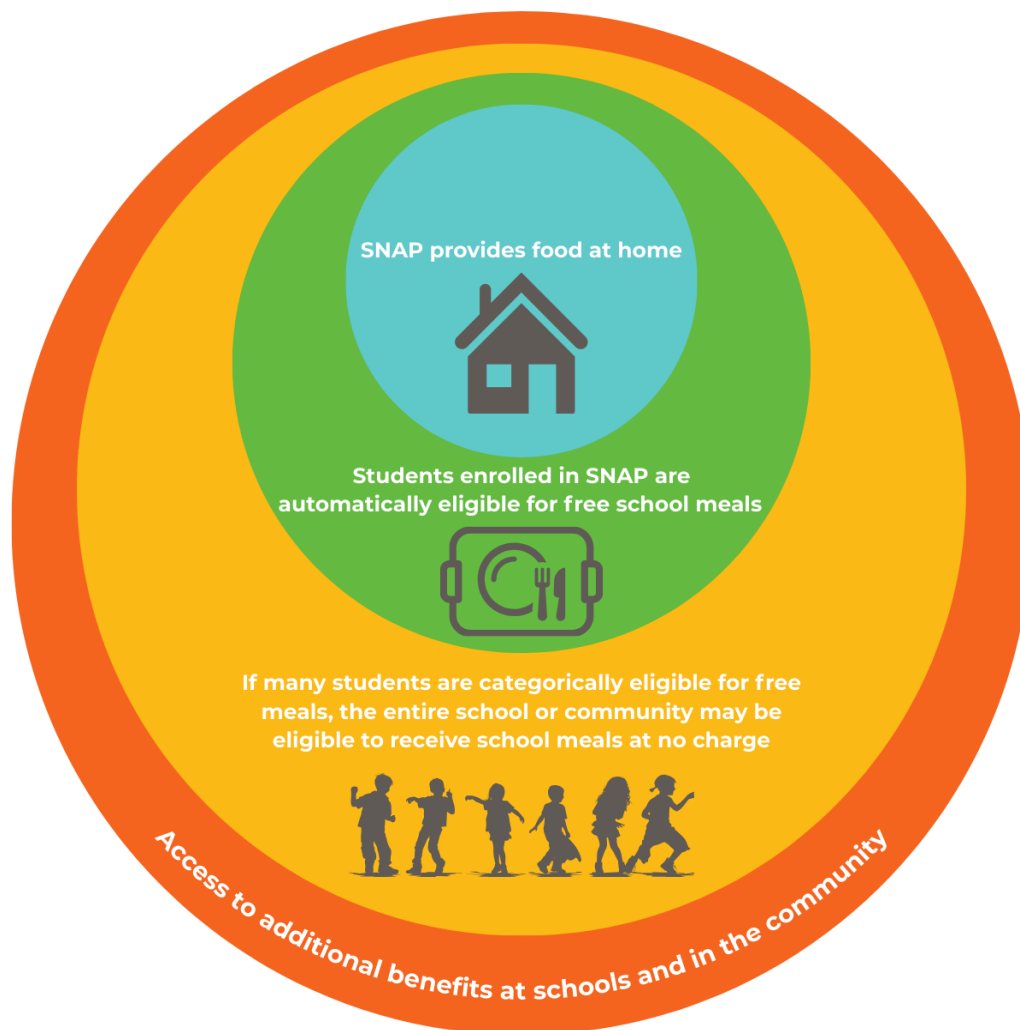 SNAP provides food at home
Students enrolled in SNAP are
automatically eligible for free school meals
If many students are categorically eligible for free
meals, the entire school or community may be
eligible to receive school meals at no charge
Access to additional benefits at schools and in the community